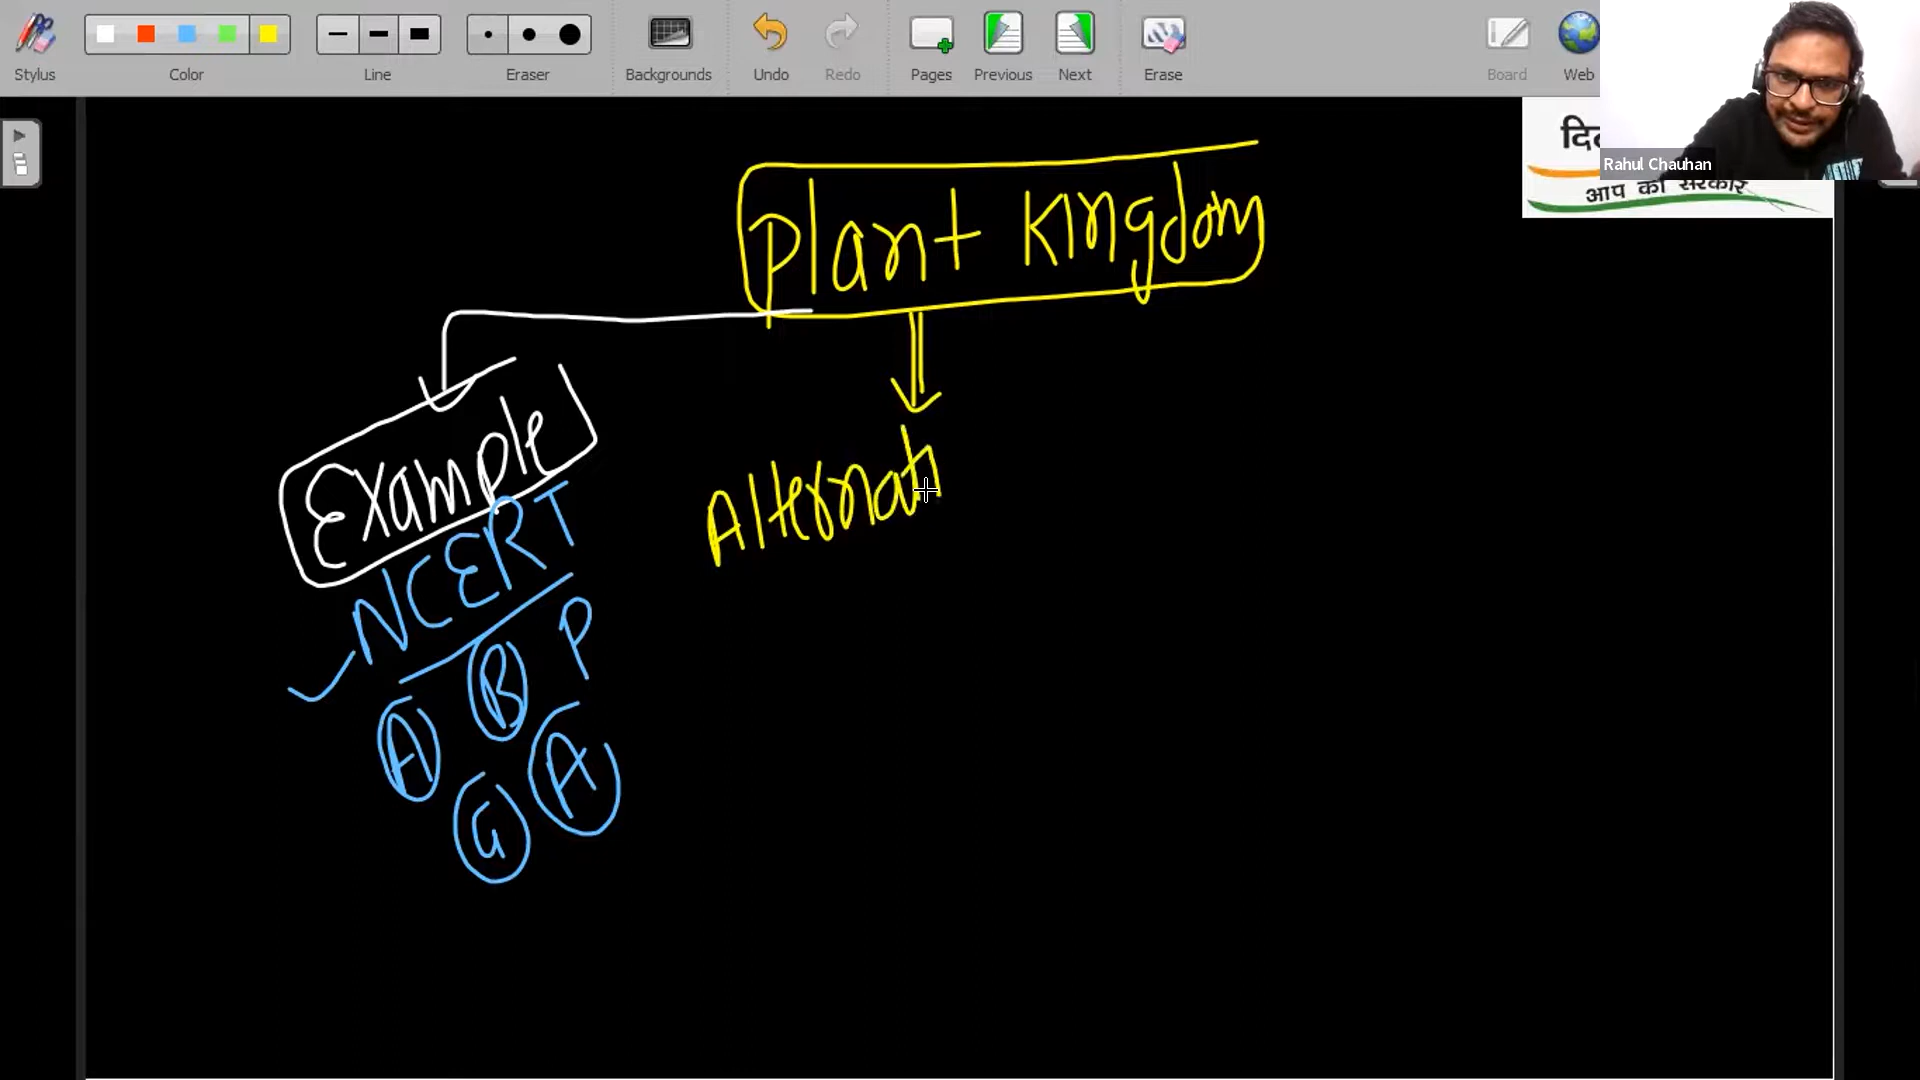 Stylus
Color
Line
Eraser
Backgrounds
Undo
Redo
Pages
Previous
Next
Erase
Board
Web
Rahul Chauhan
आप की सरकार
Plant Kingdom
Example
NCERT
Alternati
B P
A A
G